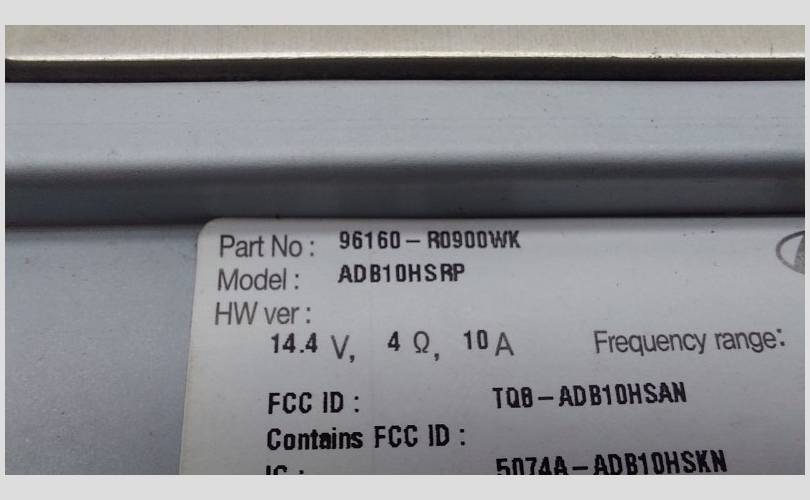 Part No : 96160 – R0900WK
Model : ADB10HSRP
HW ver :
14.4 V, 4 Ω, 10 A Frequency range:
FCC ID : TQ8 – ADB10HSAN
Contains FCC ID :
IC : 5074A – ADB10HSKN